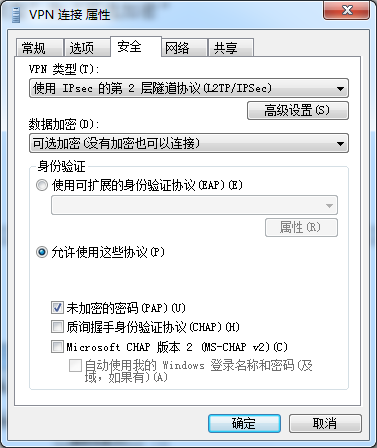 VPN 连接 属性
常规 选项 安全 网络 共享
VPN 类型(T):
使用 IPsec 的第 2 层隧道协议(L2TP/IPSec)
高级设置(S)
数据加密(D):
可选加密(没有加密也可以连接)
身份验证
使用可扩展的身份验证协议(EAP)(E)
属性(R)
允许使用这些协议(P)
未加密的密码(PAP)(U)
质询握手身份验证协议(CHAP)(H)
Microsoft CHAP 版本 2 (MS-CHAP v2)(C)
自动使用我的 Windows 登录名称和密码(及
域，如果有)(A)
确定 取消